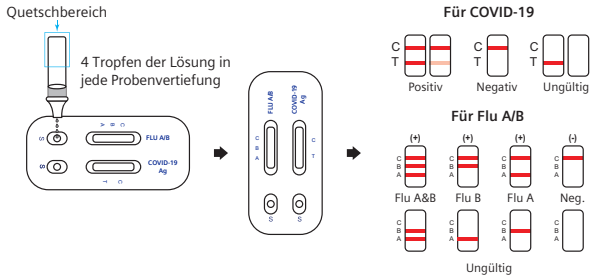 Quetschbereich
4 Tropfen der Lösung in
jede Probenvertiefung
S
A B C
FLU A/B
S
T C
COVID-19
Ag
FLU A/B
COVID-19
Ag
C
B
A
C
T
S
S
Für COVID-19
C
T
Positiv
Negativ
Ungültig
Für Flu A/B
(+) (+) (+) (-)
C
B
A
C
B
A
C
B
A
C
B
A
Flu A&B Flu B Flu A Neg.
C
B
A
C
B
A
C
B
A
C
B
A
Ungültig